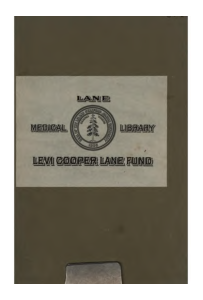 LANE
MEDICAL LIBRARY
LEVI COOPER LANE FUND